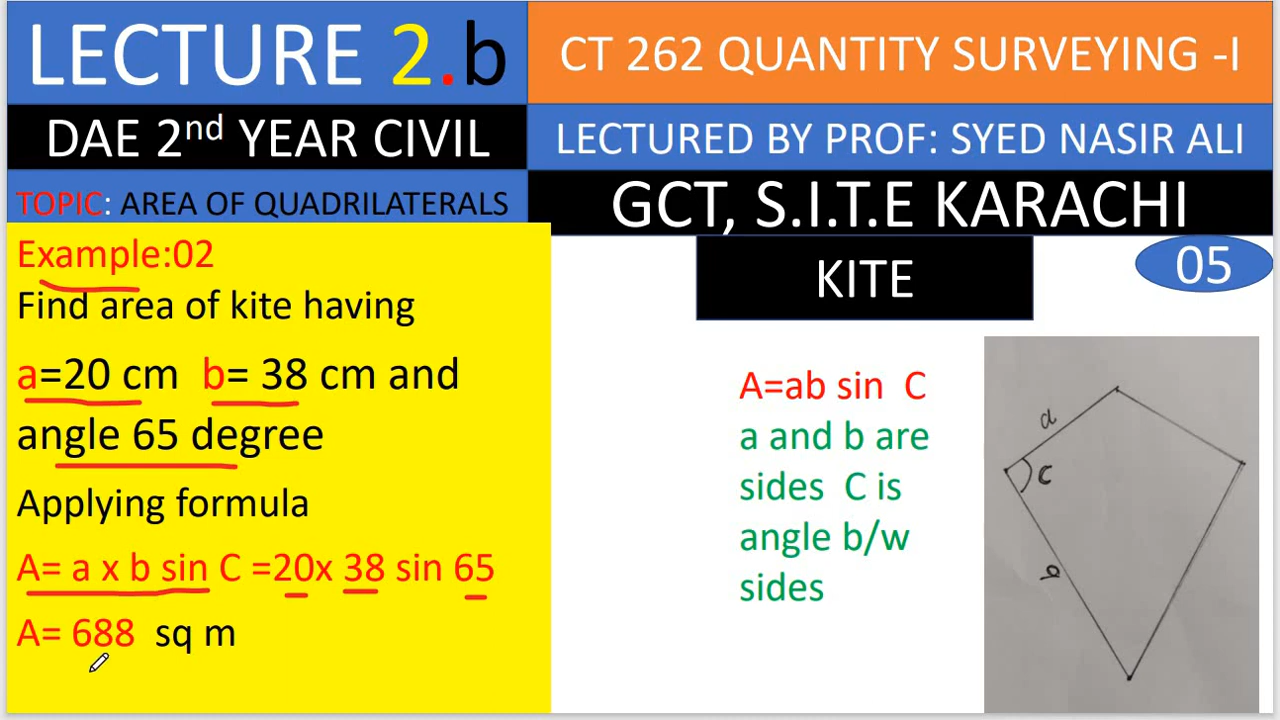 LECTURE 2.b
CT 262 QUANTITY SURVEYING -I
DAE 2nd YEAR CIVIL
LECTURED BY PROF: SYED NASIR ALI
TOPIC: AREA OF QUADRILATERALS
GCT, S.I.T.E KARACHI
KITE
05
Example:02
Find area of kite having
a=20 cm b= 38 cm and
angle 65 degree
Applying formula
A= a x b sin C =20x 38 sin 65
A= 688 sq m
A=ab sin C
a and b are
sides C is
angle b/w
sides
a
C
b